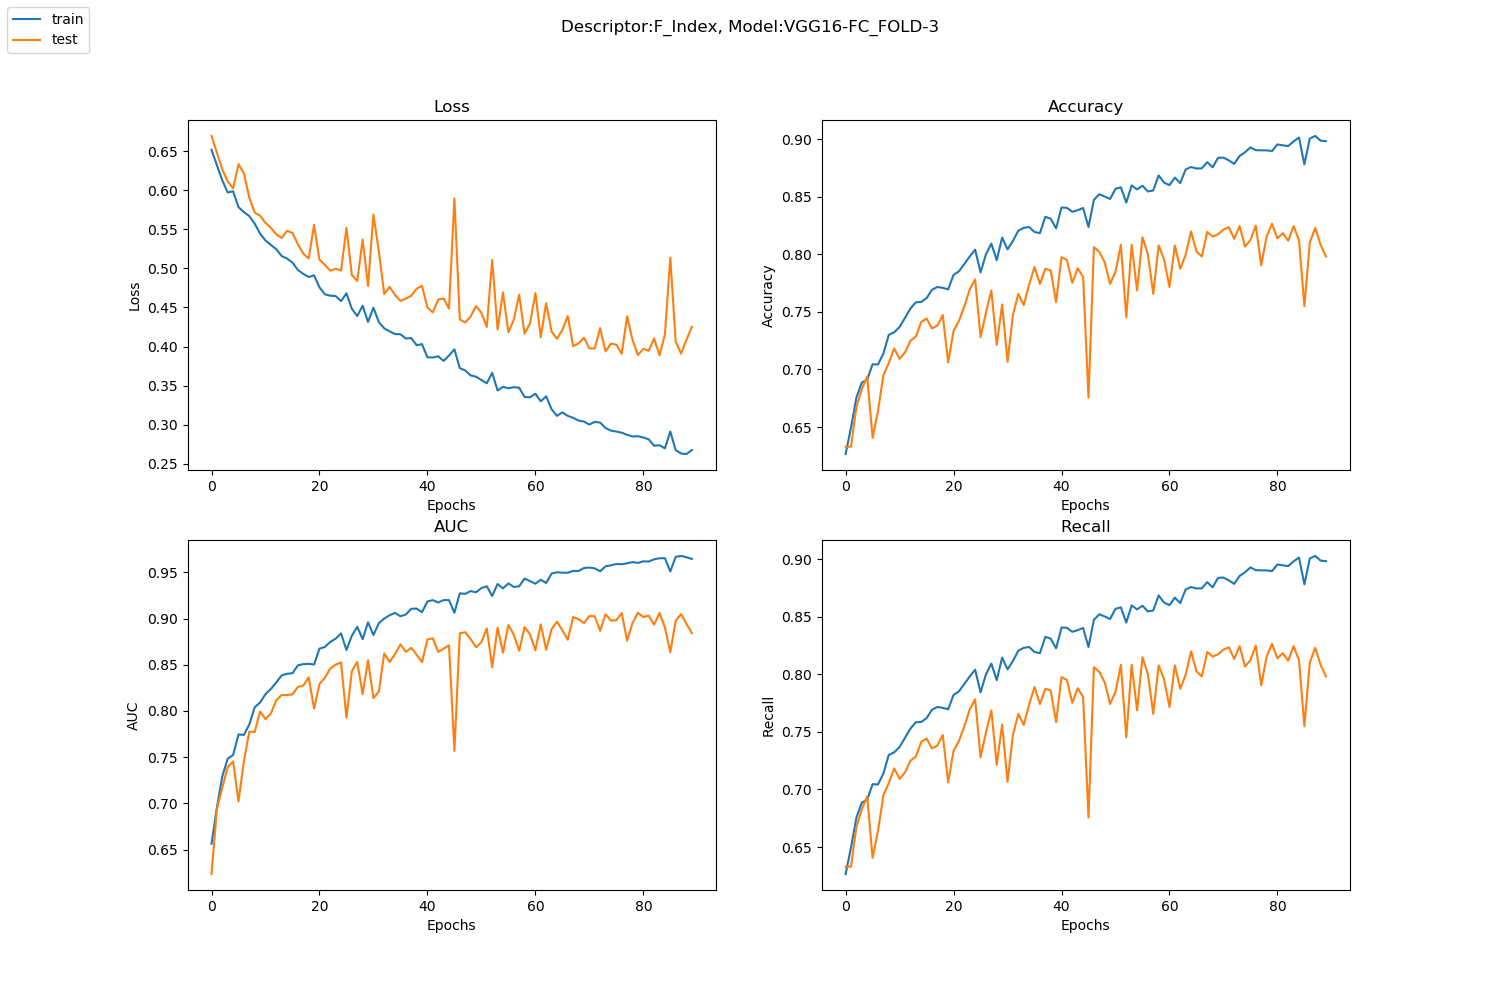 train
test
Descriptor:F_Index, Model:VGG16-FC_FOLD-3
Loss
Loss
0.65
0.60
0.55
0.50
0.45
0.40
0.35
0.30
0.25
0 20 40 60 80
Epochs
Accuracy
Accuracy
0.90
0.85
0.80
0.75
0.70
0.65
0 20 40 60 80
Epochs
AUC
AUC
0.95
0.90
0.85
0.80
0.75
0.70
0.65
0 20 40 60 80
Epochs
Recall
Recall
0.90
0.85
0.80
0.75
0.70
0.65
0 20 40 60 80
Epochs